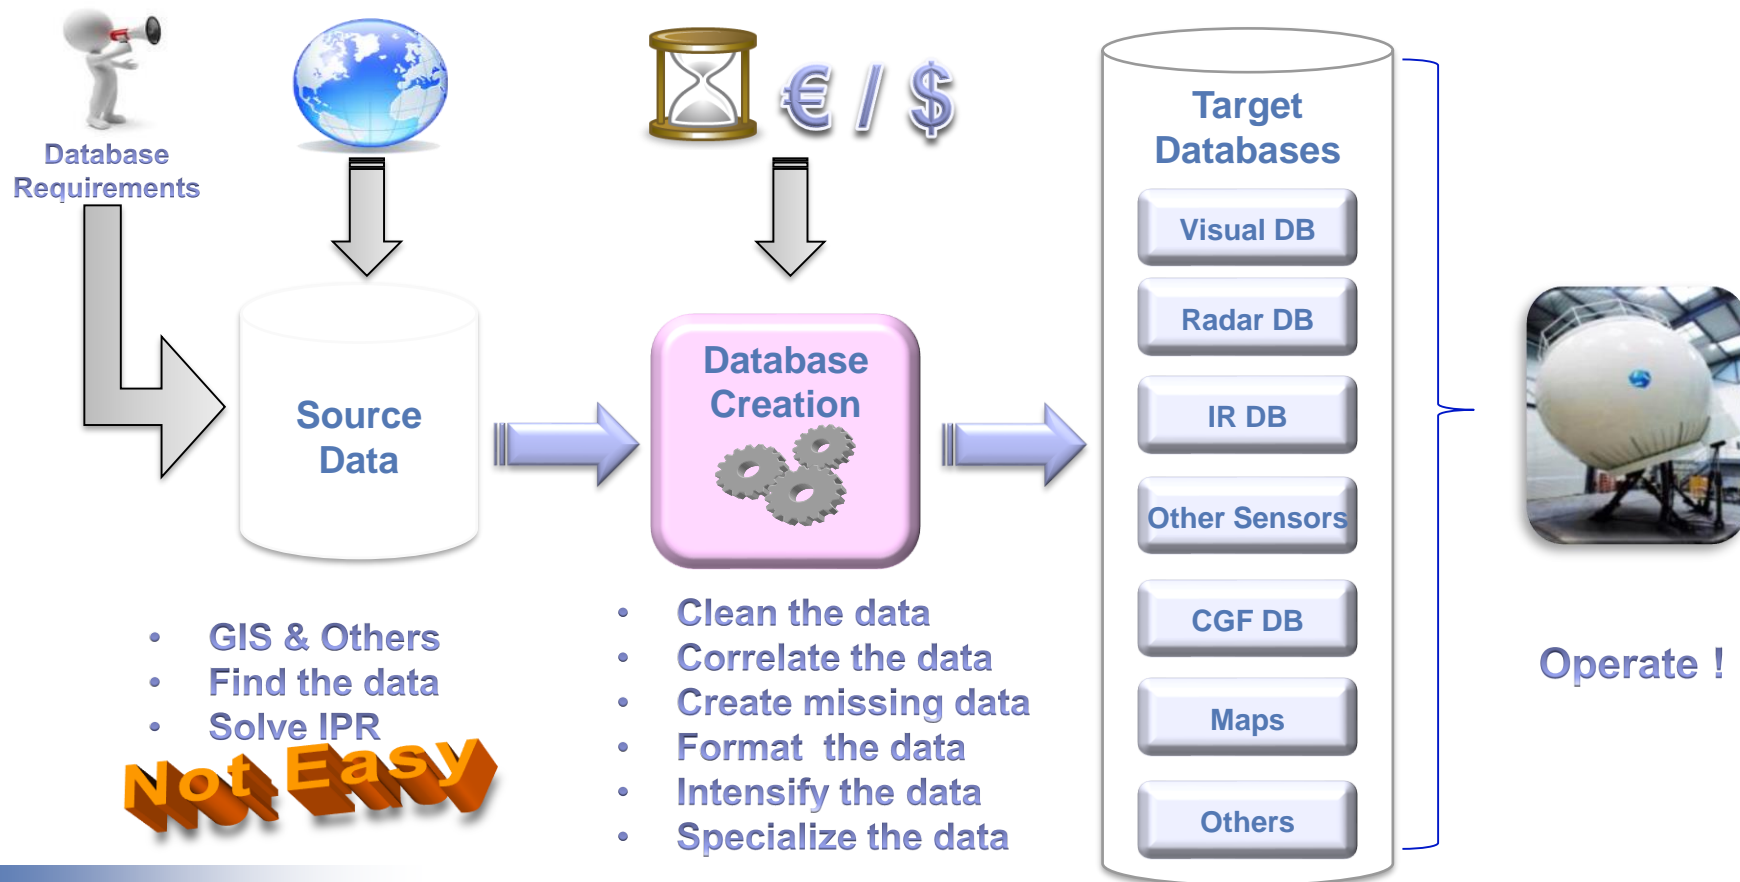 Database
Requirements
€ / $
Source
Data
• GIS & Others
• Find the data
• Solve IPR
Not Easy
Database
Creation
• Clean the data
• Correlate the data
• Create missing data
• Format  the data
• Intensify the data
• Specialize the data
Target
Databases
Visual DB
Radar DB
IR DB
Other Sensors
CGF DB
Maps
Others
Operate !